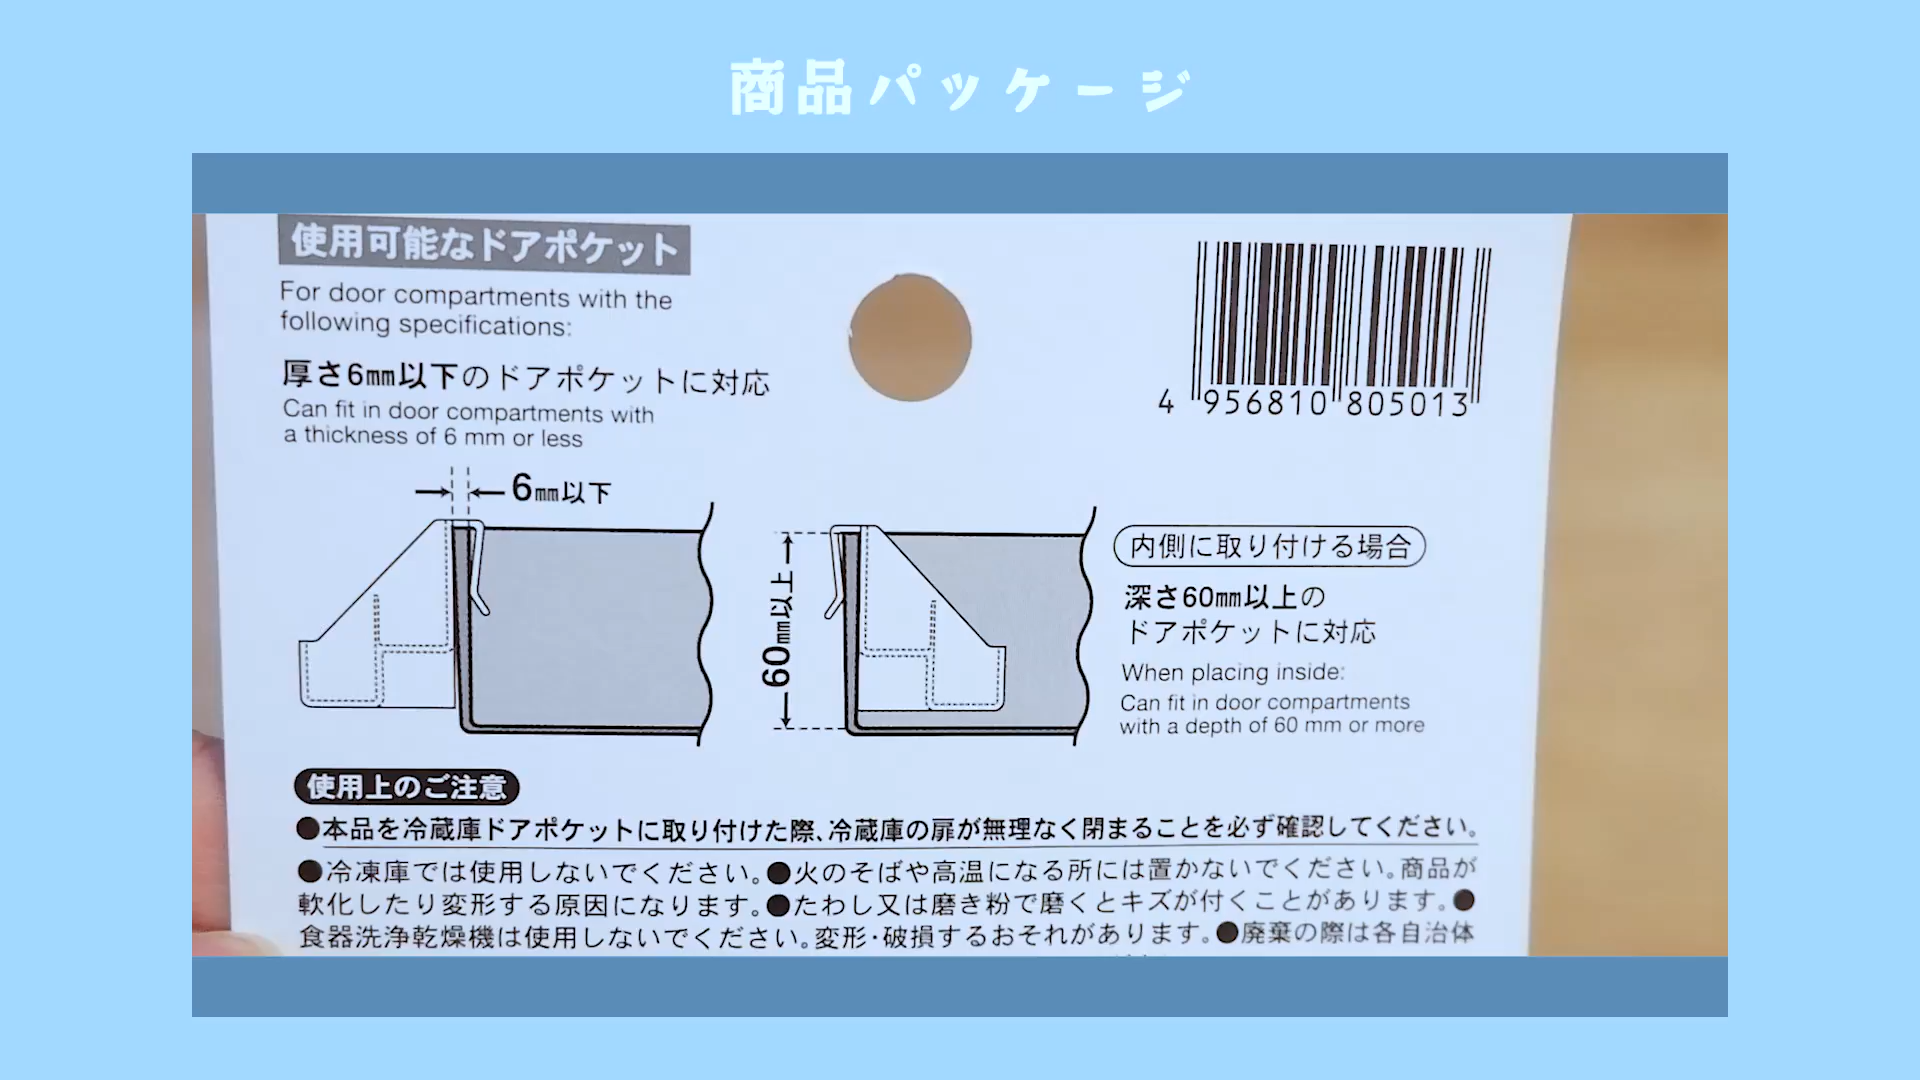 商品パッケージ
使用可能なドアポケット
For door compartments with the
following specifications:
厚さ6mm以下のドアポケットに対応
Can fit in door compartments with
a thickness of 6 mm or less
6mm以下
4 956810 805013
60mm以上
内側に取り付ける場合
深さ60mm以上の
ドアポケットに対応
When placing inside:
Can fit in door compartments
with a depth of 60 mm or more
使用上のご注意
●本品を冷蔵庫ドアポケットに取り付けた際、冷蔵庫の扉が無理なく閉まることを必ず確認してください。
●冷凍庫では使用しないでください。●火のそばや高温になる所には置かないでください。商品が
軟化したり変形する原因になります。●たわし又は磨き粉で磨くとキズが付くことがあります。●
食器洗浄乾燥機は使用しないでください。変形・破損するおそれがあります。●廃棄の際は各自治体